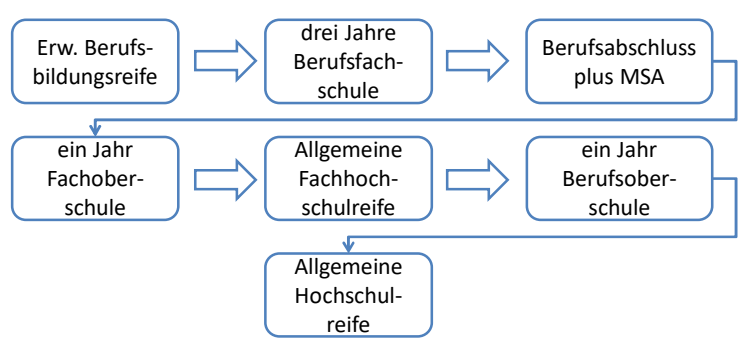 Erw. Berufs-
bildungsreife
drei Jahre
Berufsfach-
schule
Berufsabschluss
plus MSA
ein Jahr
Fachober-
schule
Allgemeine
Fachhoch-
schulreife
ein Jahr
Berufsober-
schule
Allgemeine
Hochschul-
reife